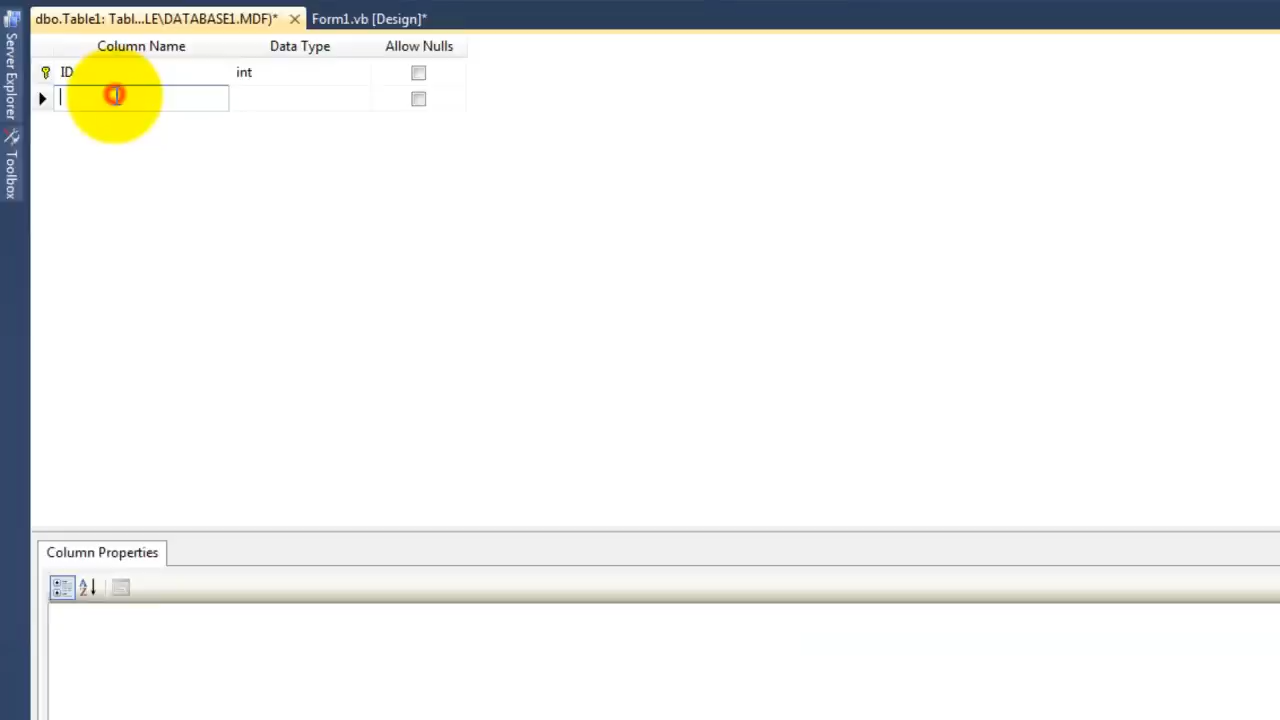 dbo.Table1: Tabl...LE\DATABASE1.MDF)* Form1.vb [Design]*
Server Explorer
Toolbox
Column Name Data Type Allow Nulls
ID int
Column Properties